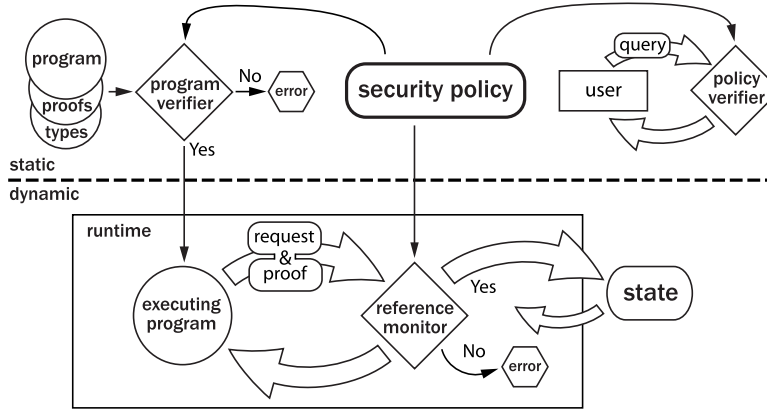 program
proofs
types
program
verifier
No
error
Yes
security policy
query
user
policy
verifier
static
dynamic
runtime
request
&
proof
executing
program
reference
monitor
Yes
No
error
state